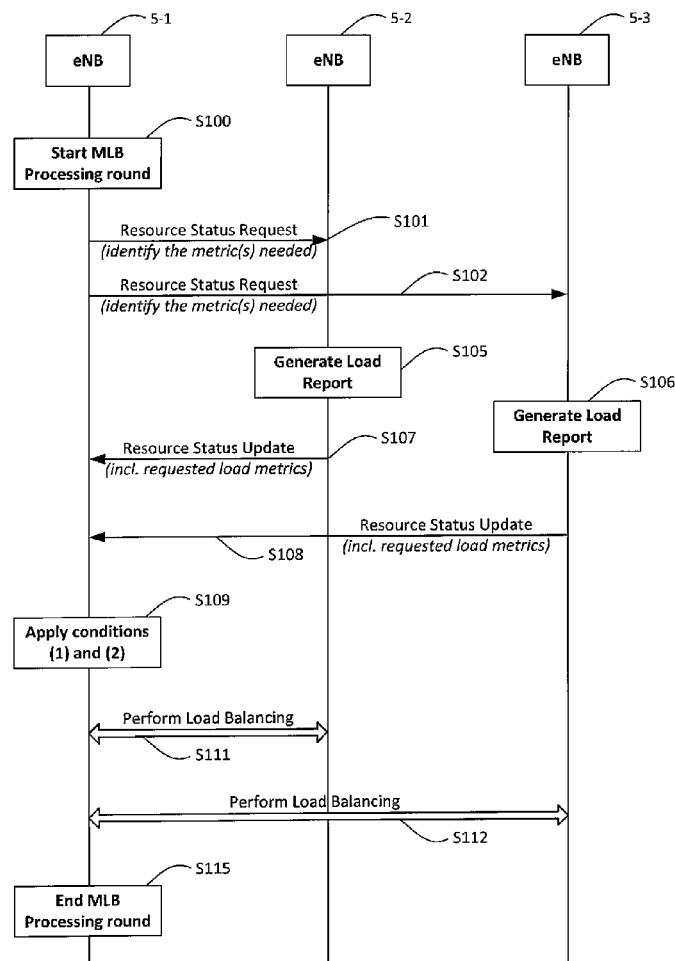 5-1
5-2
5-3
eNB
eNB
eNB
S100
Start MLB
Processing round
Resource Status Request
(identify the metric(s) needed)
S101
Resource Status Request
(identify the metric(s) needed)
S102
Generate Load
Report
S105
S106
Generate Load
Report
Resource Status Update
(incl. requested load metrics)
S107
Resource Status Update
(incl. requested load metrics)
S108
S109
Apply conditions
(1) and (2)
Perform Load Balancing
S111
Perform Load Balancing
S112
S115
End MLB
Processing round